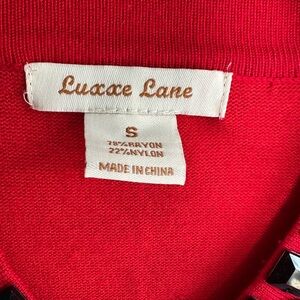 Luxxe Lane
S
78%RAYON
22%NYLON
MADE IN CHINA